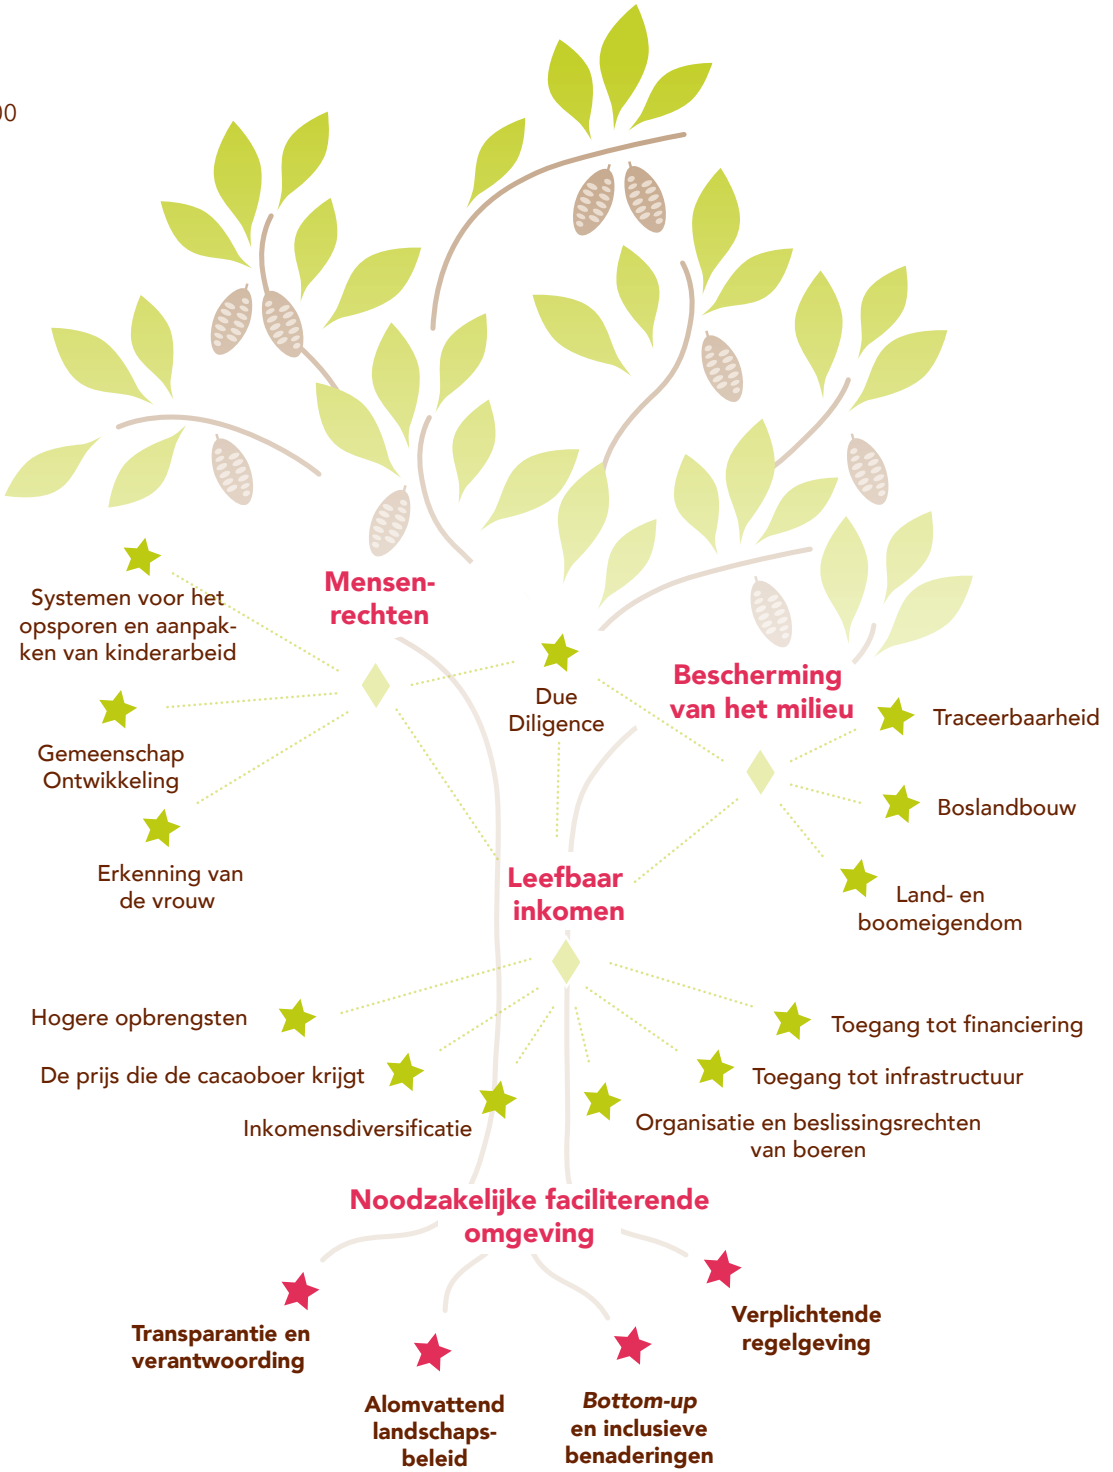 00
Mensen-
rechten
Systemen voor het
opsporen en aanpak-
ken van kinderarbeid
Gemeenschap
Ontwikkeling
Erkenning van
de vrouw
Due
Diligence
Bescherming
van het milieu
Traceerbaarheid
Boslandbouw
Land- en
boomeigendom
Leefbaar
inkomen
Hogere opbrengsten
De prijs die de cacaoboer krijgt
Inkomensdiversificatie
Toegang tot financiering
Toegang tot infrastructuur
Organisatie en beslissingsrechten
van boeren
Noodzakelijke faciliterende
omgeving
Transparantie en
verantwoording
Alomvattend
landschaps-
beleid
Bottom-up
en inclusieve
benaderingen
Verplichtende
regelgeving